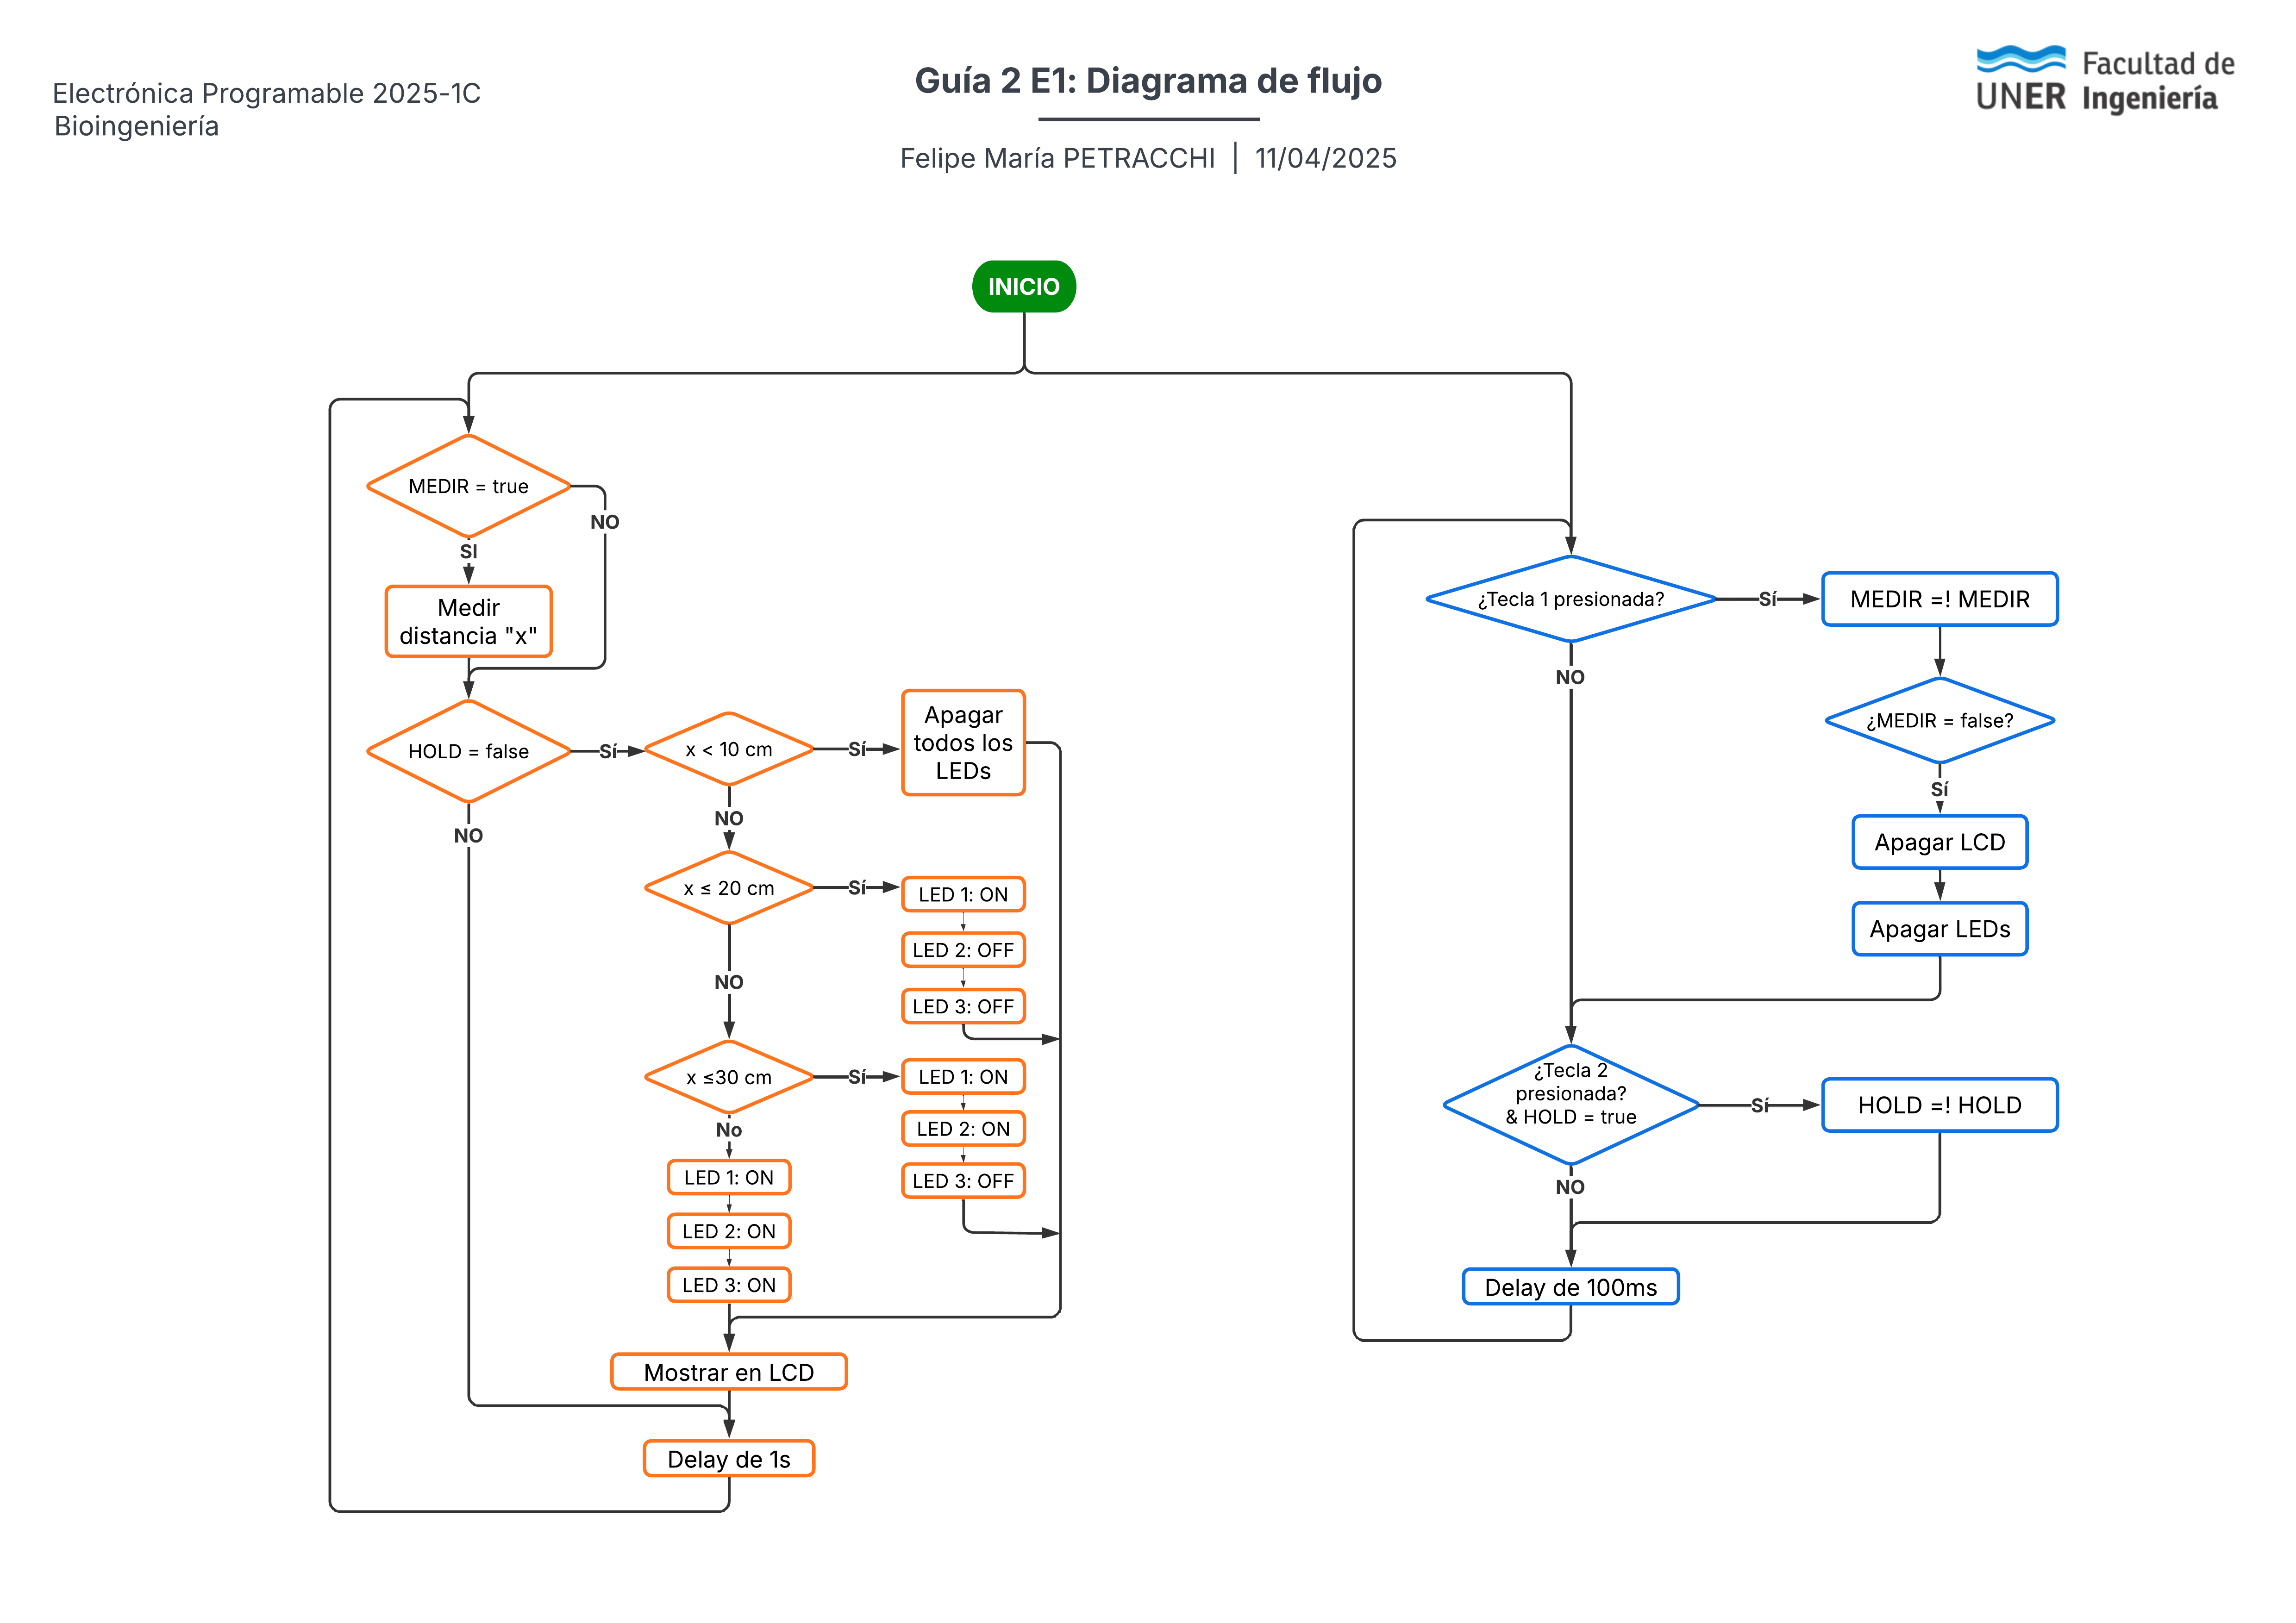 Electrónica Programable 2025-1C
Bioingeniería
Guía 2 E1: Diagrama de flujo
Felipe María PETRACCHI | 11/04/2025
UNER
Facultad de
Ingeniería
INICIO
MEDIR = true
NO
SI
Medir
distancia "x"
HOLD = false
Sí
NO
x < 10 cm
Sí
Apagar
todos los
LEDs
NO
x ≤ 20 cm
Sí
LED 1: ON
LED 2: OFF
LED 3: OFF
NO
x ≤30 cm
Sí
LED 1: ON
LED 2: ON
LED 3: OFF
No
LED 1: ON
LED 2: ON
LED 3: ON
Mostrar en LCD
Delay de 1s
¿Tecla 1 presionada?
Sí
MEDIR =! MEDIR
NO
¿MEDIR = false?
Sí
Apagar LCD
Apagar LEDs
¿Tecla 2
presionada?
& HOLD = true
Sí
HOLD =! HOLD
NO
Delay de 100ms